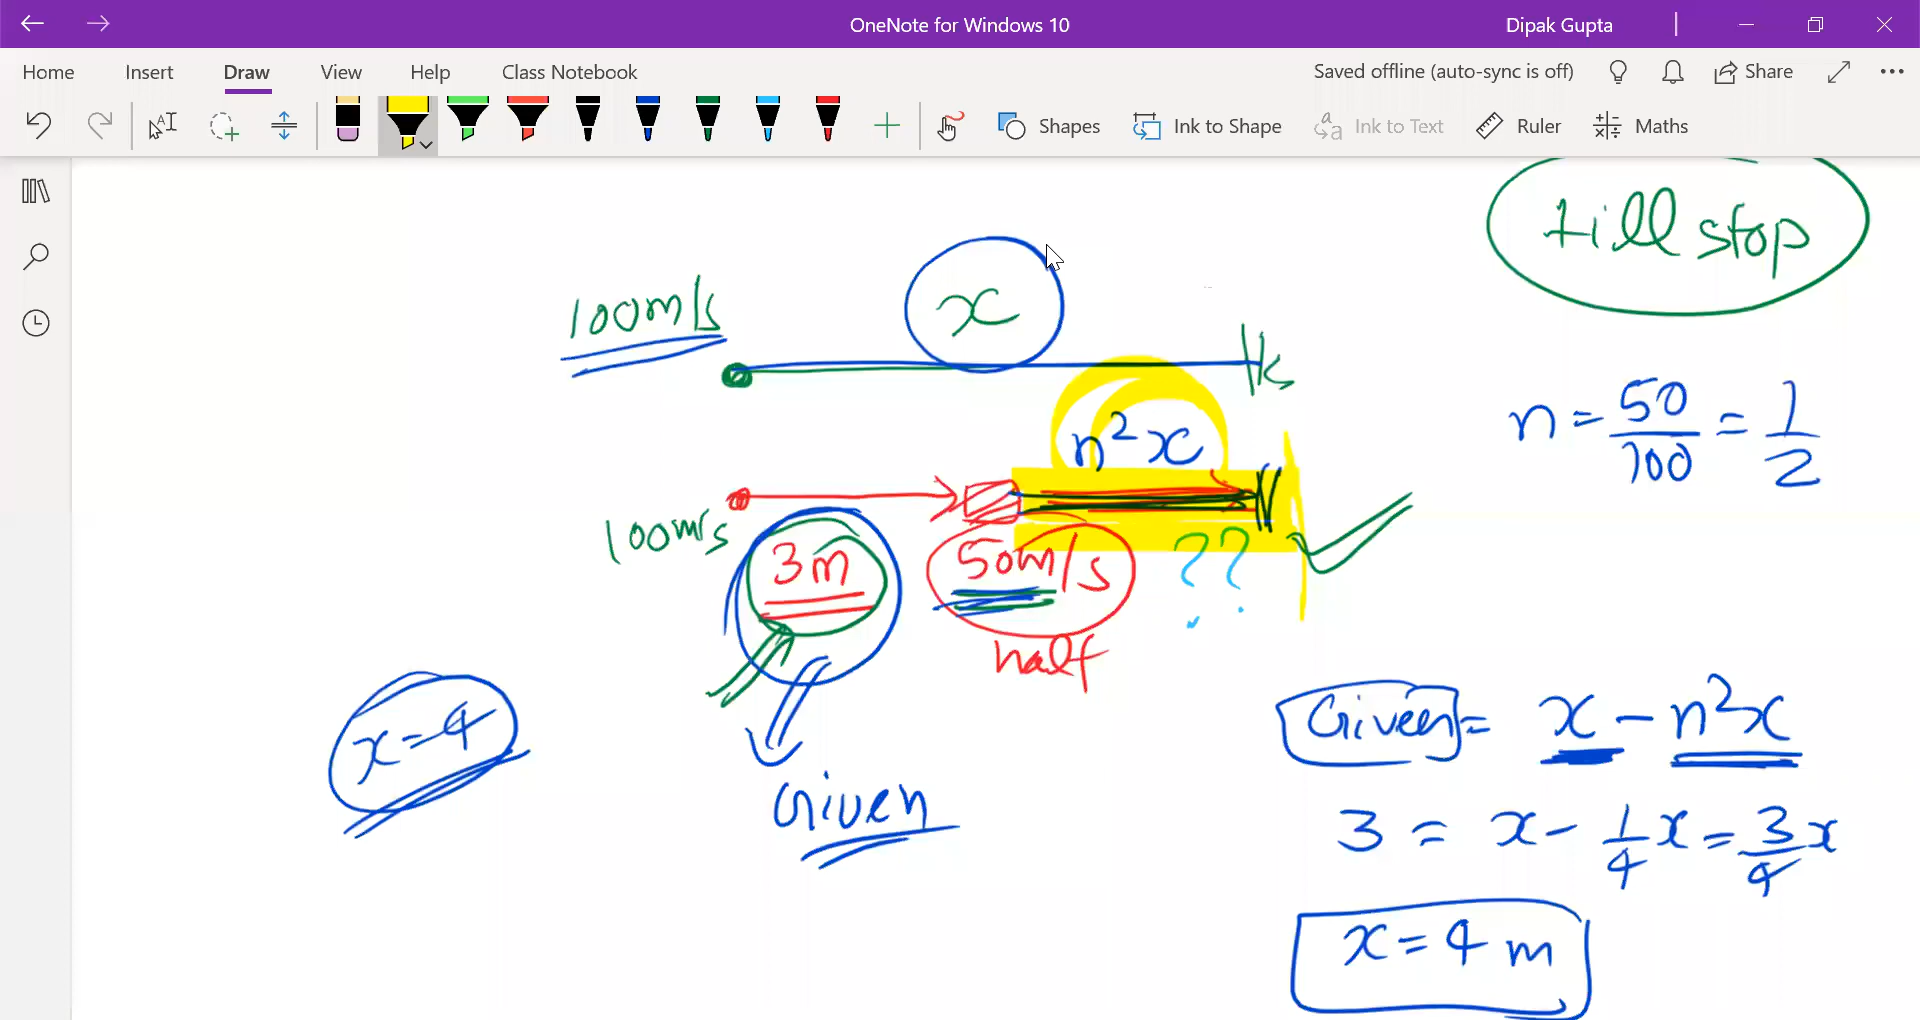 OneNote for Windows 10
Dipak Gupta
Home Insert Draw View Help Class Notebook
Saved offline (auto-sync is off) Share
Shapes Ink to Shape Ink to Text Ruler Maths
till stop
100m/s
x
n = 50/100 = 1/2
n²x
100m/s
3m
50m/s
??
half
x=4
Given = x - n²x
Given
3 = x - 1/4 x = 3/4 x
x = 4 m